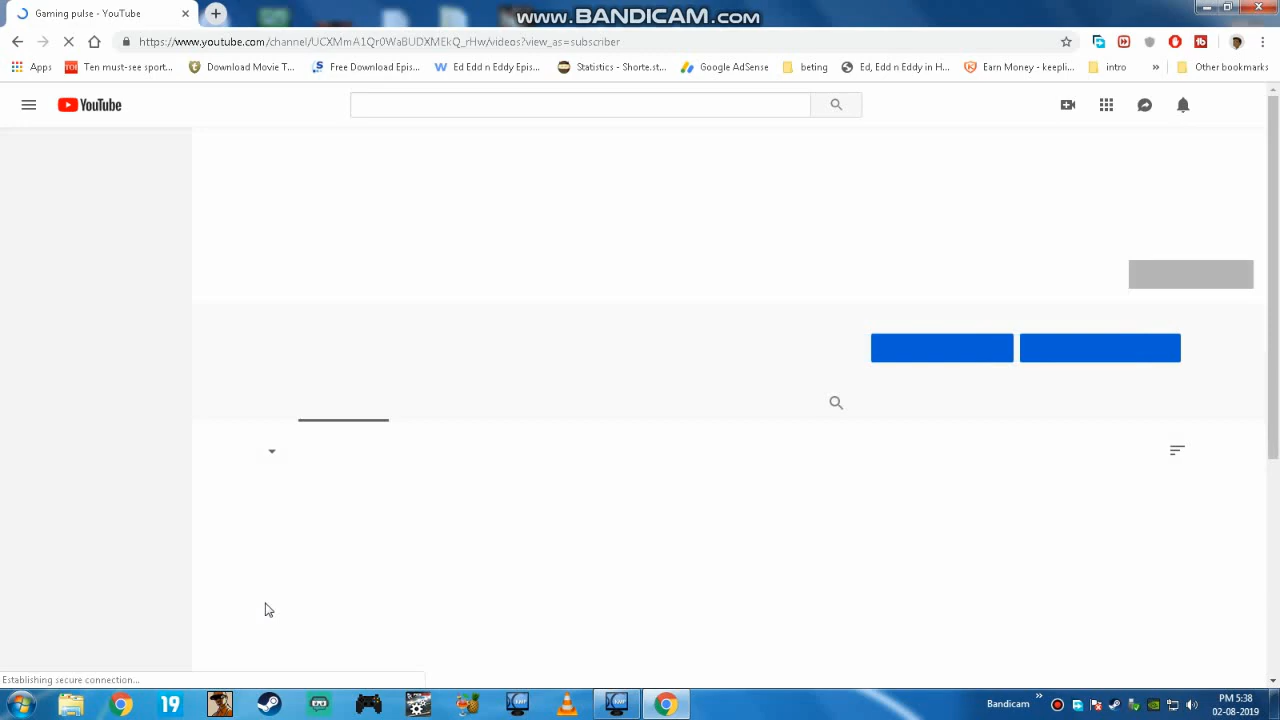 www.BANDICAM.com
Gaming pulse - YouTube
https://www.youtube.com/channel/UCXMmA1Qr0WaBUDXMEkQ_rHw/videos?view_as=subscriber
Apps TOI Ten must-see sport... Download Movie T... Free Download Epis... W Ed Edd n Eddy Epis... Statistics - Shorte.st... Google AdSense beting Ed, Edd n Eddy in H... Earn Money - keepli... intro » Other bookmarks
YouTube
Establishing secure connection...
19 Bandicam » PM 5:38
02-08-2019